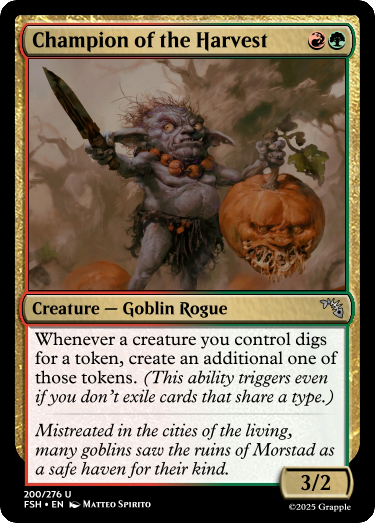 Champion of the Harvest
Creature — Goblin Rogue
Whenever a creature you control digs
for a token, create an additional one of
those tokens. (This ability triggers even
if you don't exile cards that share a type.)
Mistreated in the cities of the living,
many goblins saw the ruins of Morstad as
a safe haven for their kind.
3/2
200/276 U
FSH • EN Matteo Spirito
©2025 Grapple